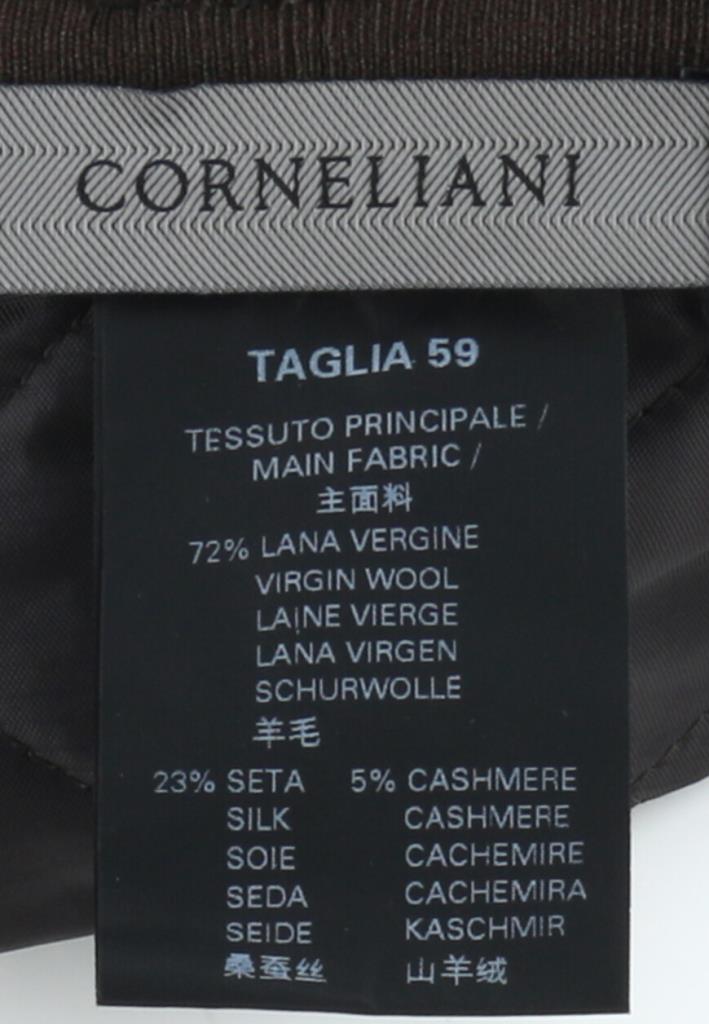 CORNELIANI
TAGLIA 59
TESSUTO PRINCIPALE /
MAIN FABRIC /
主面料
72% LANA VERGINE
VIRGIN WOOL
LAINE VIERGE
LANA VIRGEN
SCHURWOLLE
羊毛
23% SETA 5% CASHMERE
SILK CASHMERE
SOIE CACHEMIRE
SEDA CACHEMIRA
SEIDE KASCHMIR
桑蚕丝 山羊绒